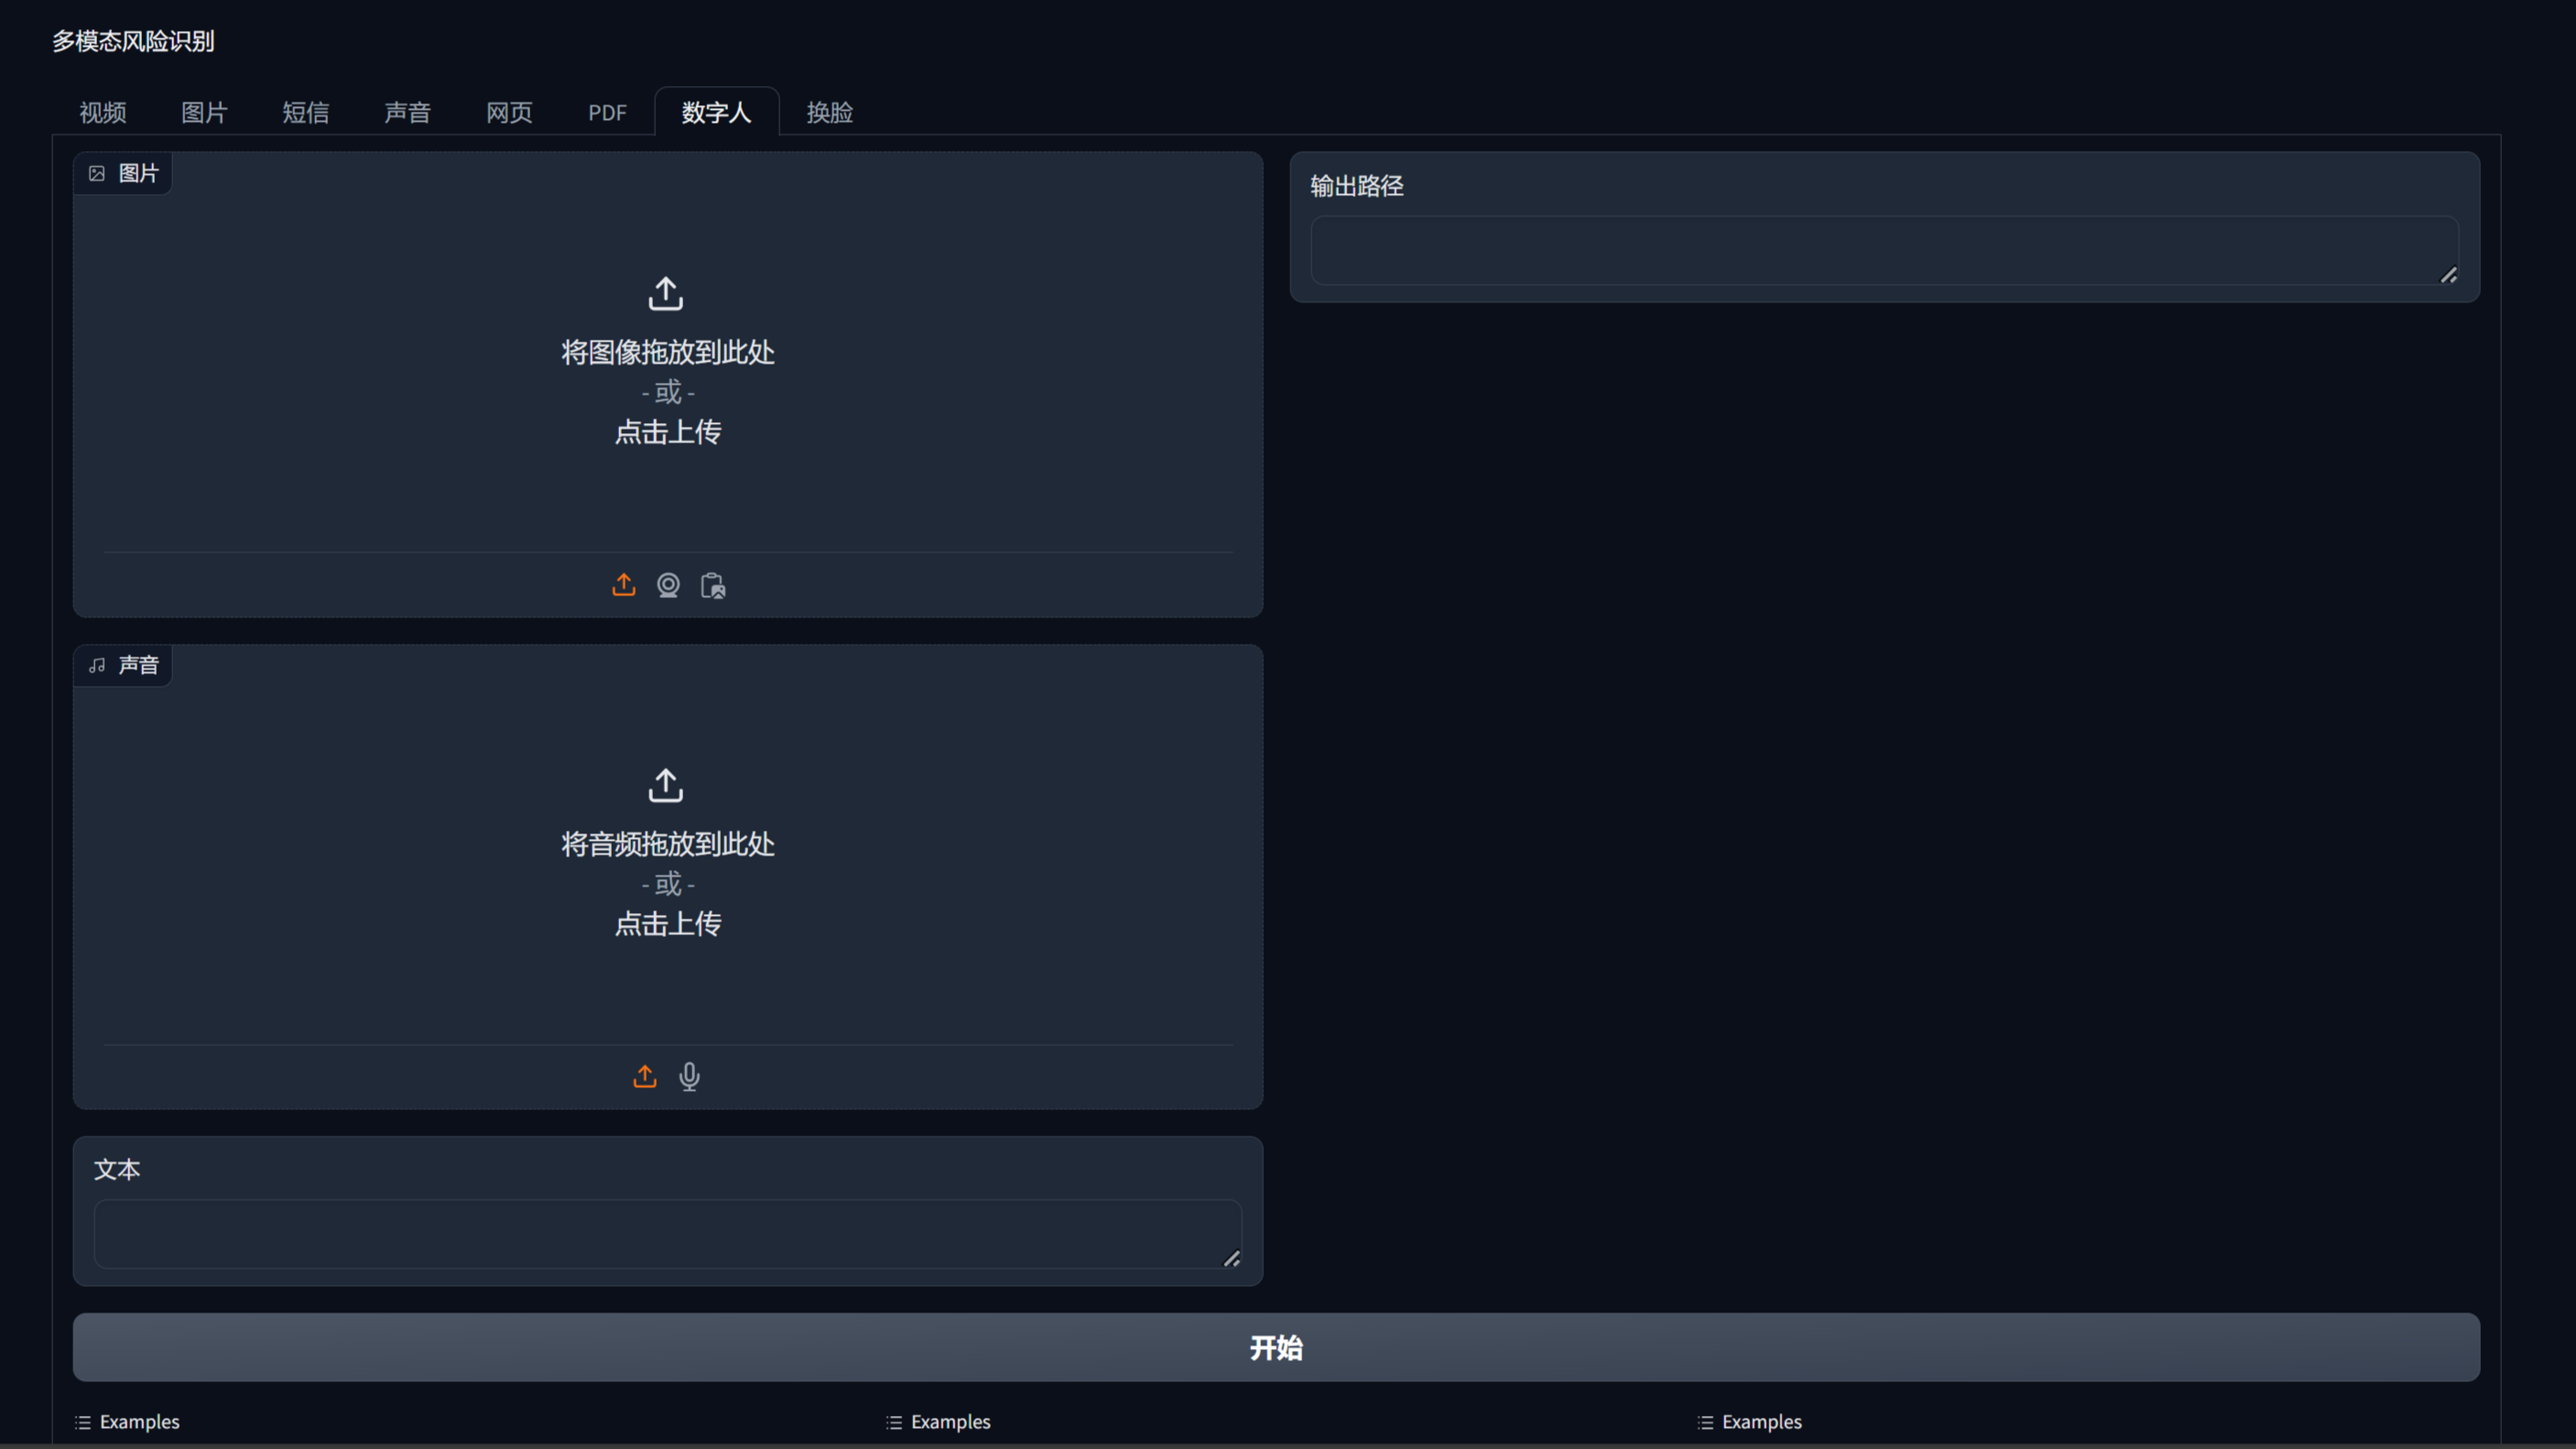 多模态风险识别
视频 图片 短信 声音 网页 PDF 数字人 换脸
图片
将图像拖放到此处
- 或 -
点击上传
输出路径
声音
将音频拖放到此处
- 或 -
点击上传
文本
开始
Examples Examples Examples